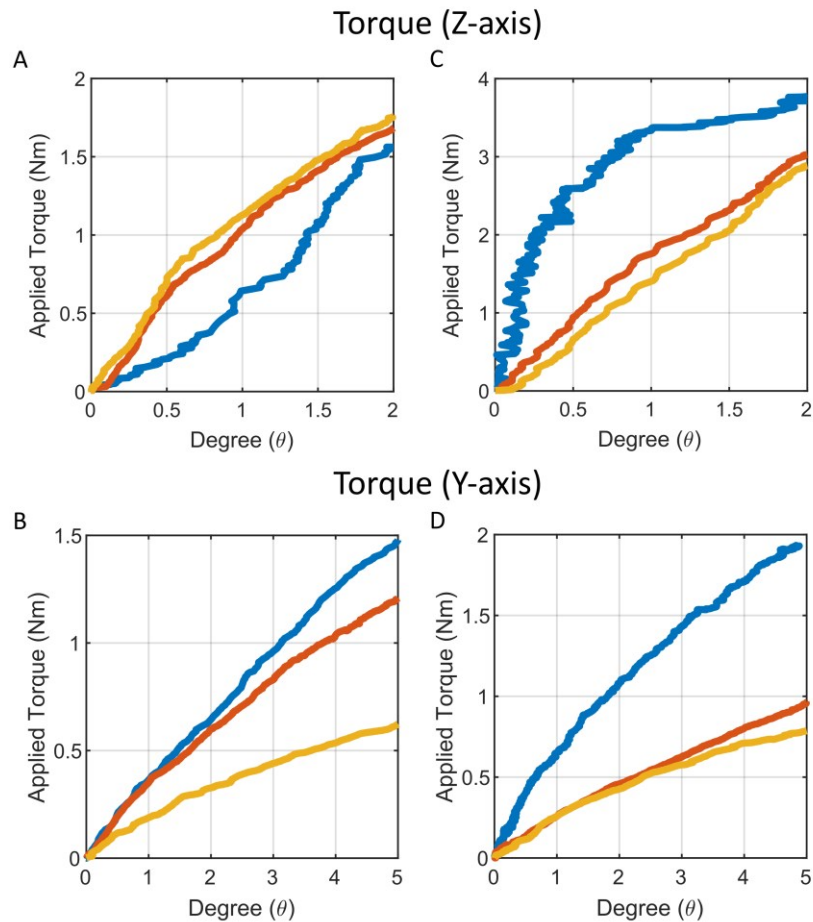 Torque (Z-axis)
A
C
2
1.5
1
0.5
0
Applied Torque (Nm)
0 0.5 1 1.5 2
Degree (θ)
4
3
2
1
0
Applied Torque (Nm)
0 0.5 1 1.5 2
Degree (θ)
Torque (Y-axis)
B
D
1.5
1
0.5
0
Applied Torque (Nm)
0 1 2 3 4 5
Degree (θ)
2
1.5
1
0.5
0
Applied Torque (Nm)
0 1 2 3 4 5
Degree (θ)